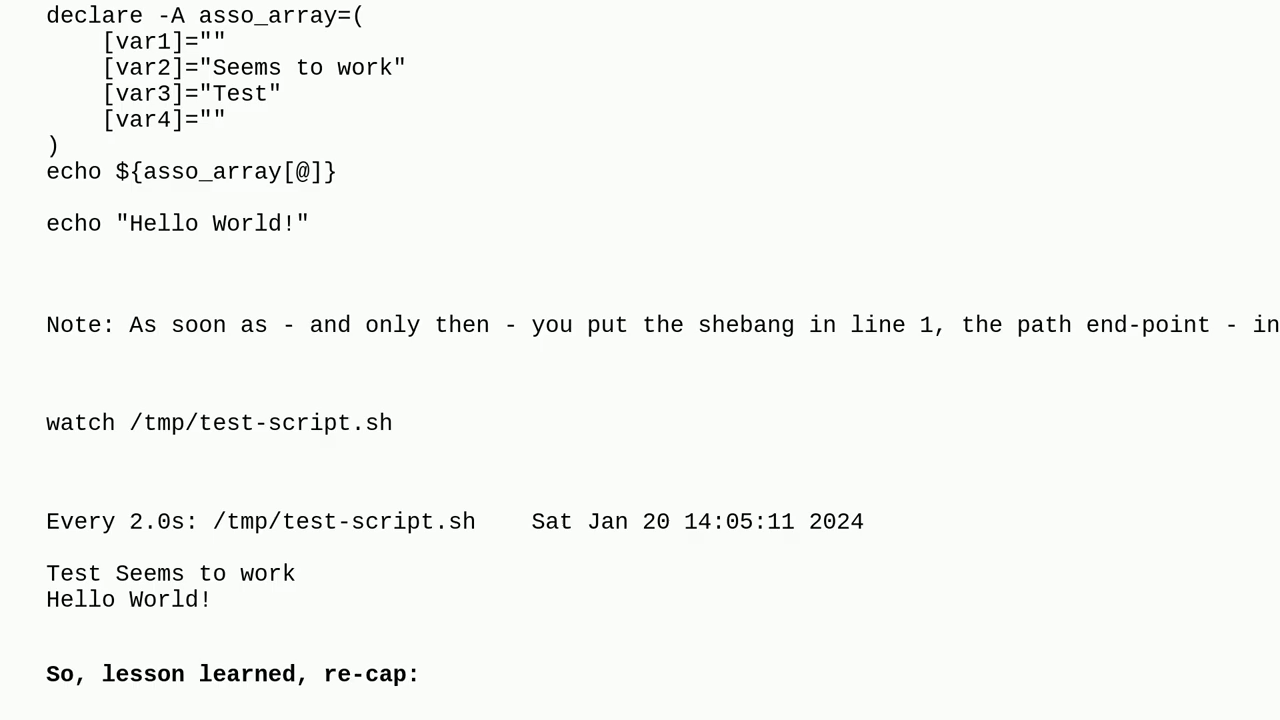 declare -A asso_array=(
    [var1]=""
    [var2]="Seems to work"
    [var3]="Test"
    [var4]=""
)
echo ${asso_array[@]}
echo "Hello World!"
Note: As soon as - and only then - you put the shebang in line 1, the path end-point - in
watch /tmp/test-script.sh
Every 2.0s: /tmp/test-script.sh    Sat Jan 20 14:05:11 2024
Test Seems to work
Hello World!
So, lesson learned, re-cap: